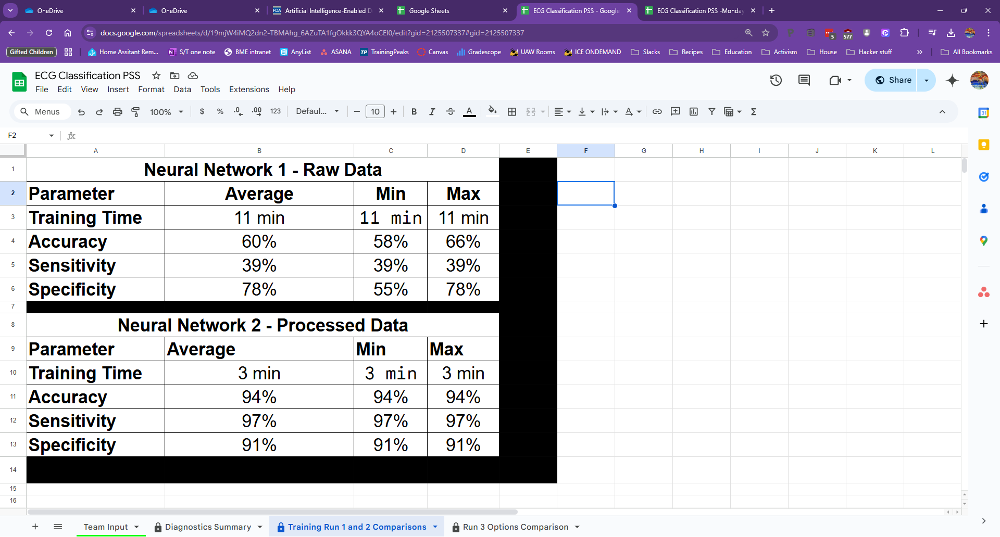 OneDrive
OneDrive
FDA Artificial Intelligence-Enabled D
Google Sheets
ECG Classification PSS - Google
ECG Classification PSS -Monday
docs.google.com/spreadsheets/d/19mjW4iMQ2dn2-TBMAhg_6AZuTA1fgOkkk3QYA4oCEI0/edit?gid=2125507337#gid=2125507337
5
577
Gifted Children
Home Assitant Rem...
S/T one note
BME intranet
AnyList
ASANA
TP TrainingPeaks
Canvas
Gradescope
UAW Rooms
ICE ONDEMAND
Slacks
Recipes
Education
Activism
House
Hacker stuff
All Bookmarks
ECG Classification PSS
File Edit View Insert Format Data Tools Extensions Help
Share
Menus
100%
$ % .0 .00 123
Defaul...
10
B I A
31
F2
fx
A B C D E F G H I J K L
1 Neural Network 1 - Raw Data
2 Parameter Average Min Max
3 Training Time 11 min 11 min 11 min
4 Accuracy 60% 58% 66%
5 Sensitivity 39% 39% 39%
6 Specificity 78% 55% 78%
7
8 Neural Network 2 - Processed Data
9 Parameter Average Min Max
10 Training Time 3 min 3 min 3 min
11 Accuracy 94% 94% 94%
12 Sensitivity 97% 97% 97%
13 Specificity 91% 91% 91%
14
15
16
Team Input
Diagnostics Summary
Training Run 1 and 2 Comparisons
Run 3 Options Comparison